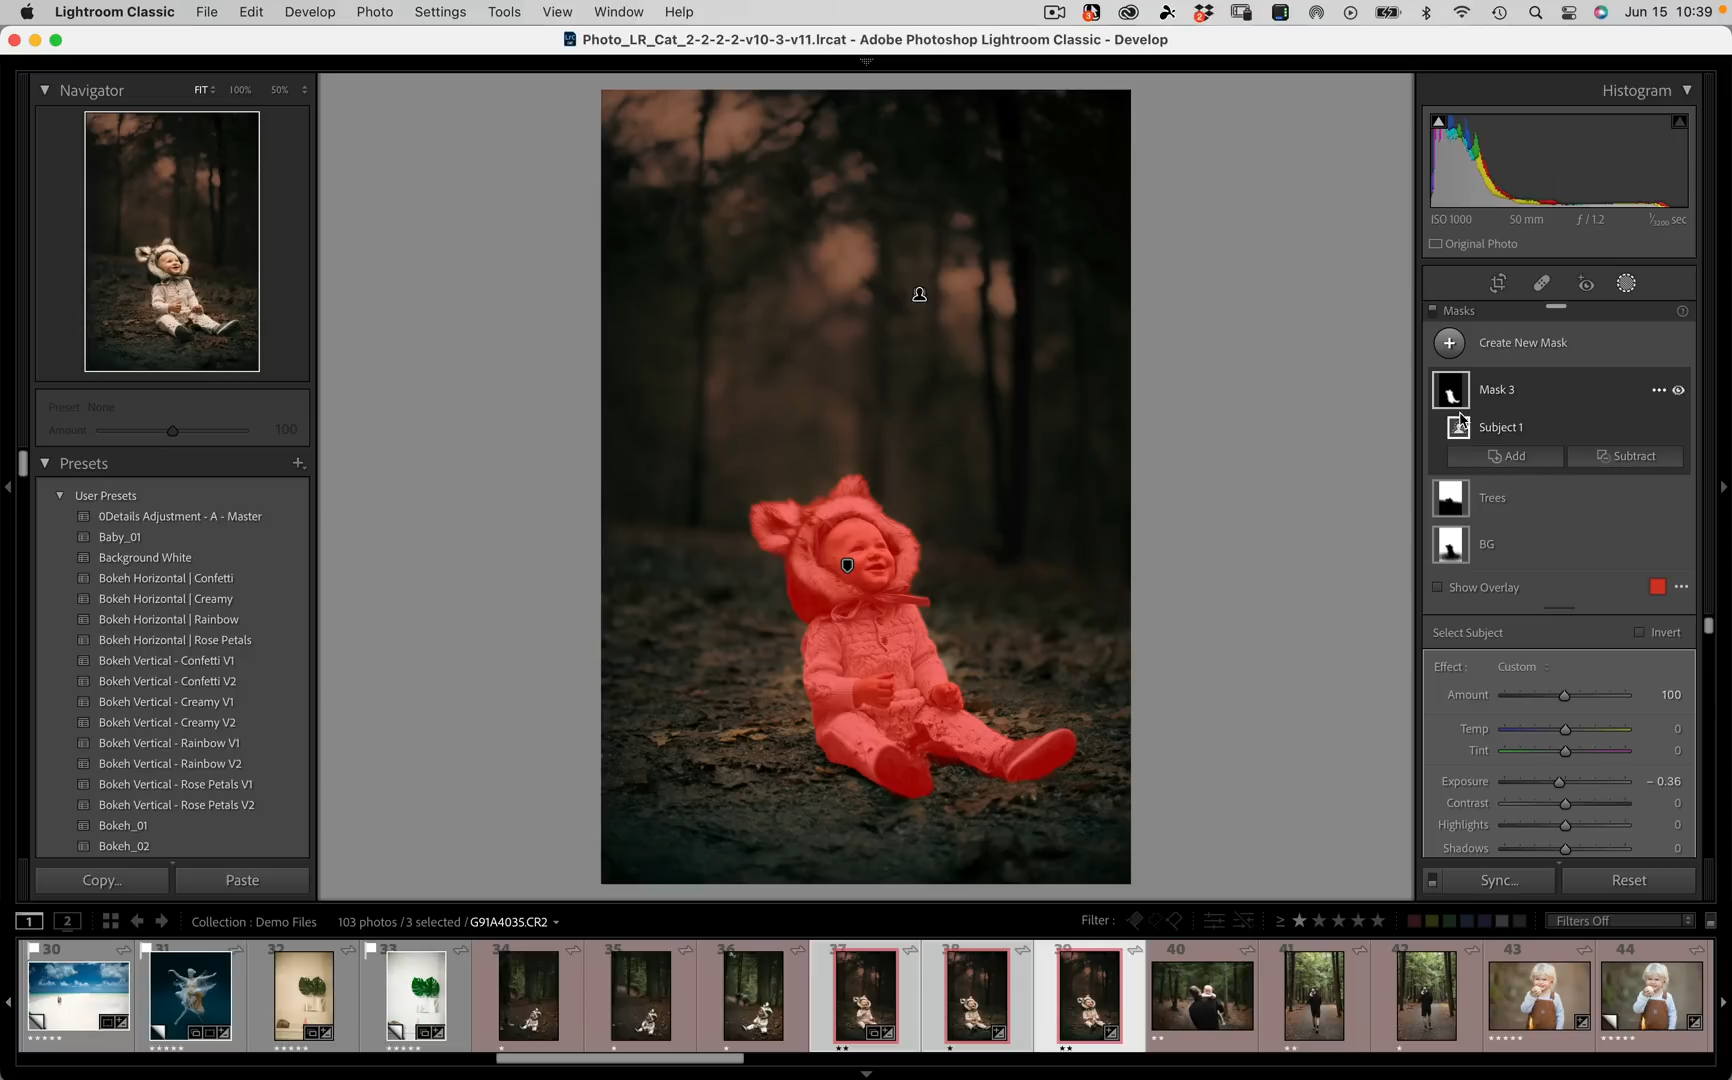 Lightroom Classic File Edit Develop Photo Settings Tools View Window Help Jun 15 10:39
Photo_LR_Cat_2-2-2-2-v10-3-v11.lrcat - Adobe Photoshop Lightroom Classic - Develop
Navigator FIT 100% 50%
Preset None
Amount 100
Presets +
User Presets
0Details Adjustment - A - Master
Baby_01
Background White
Bokeh Horizontal | Confetti
Bokeh Horizontal | Creamy
Bokeh Horizontal | Rainbow
Bokeh Horizontal | Rose Petals
Bokeh Vertical - Confetti V1
Bokeh Vertical - Confetti V2
Bokeh Vertical - Creamy V1
Bokeh Vertical - Creamy V2
Bokeh Vertical - Rainbow V1
Bokeh Vertical - Rainbow V2
Bokeh Vertical - Rose Petals V1
Bokeh Vertical - Rose Petals V2
Bokeh_01
Bokeh_02
Copy... Paste
Histogram
ISO 1000 50 mm ƒ / 1.2 1/3200 sec
Original Photo
Masks
Create New Mask
Mask 3
Subject 1
Add Subtract
Trees
BG
Show Overlay
Select Subject Invert
Effect : Custom
Amount 100
Temp 0
Tint 0
Exposure – 0.36
Contrast 0
Highlights 0
Shadows 0
Sync... Reset
1 2 Collection : Demo Files 103 photos / 3 selected / G91A4035.CR2 Filter : ≥ Filters Off
30 31 32 33 34 35 36 37 38 39 40 41 42 43 44